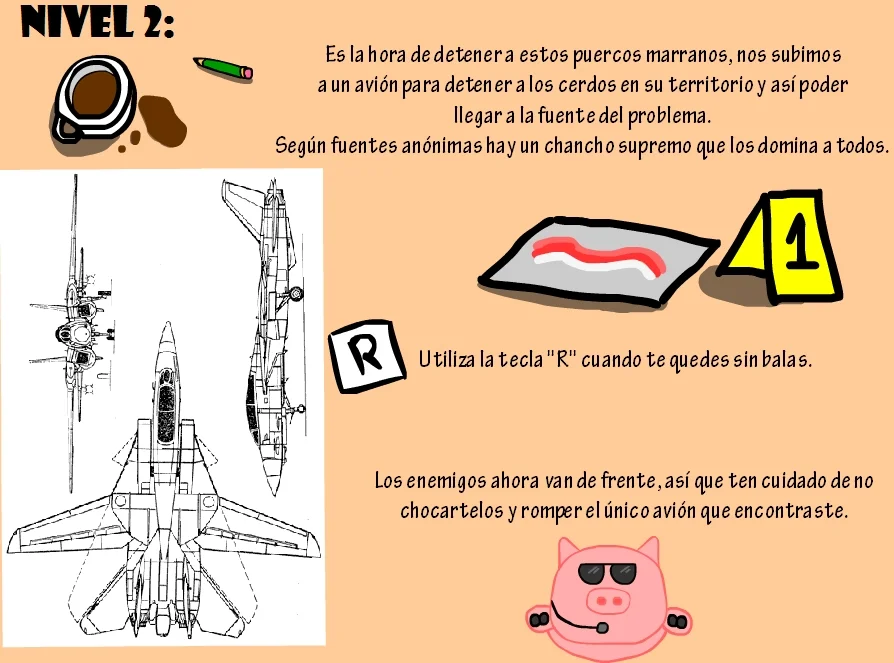 NIVEL 2:
Es la hora de detener a estos puercos marranos, nos subimos
a un avión para detener a los cerdos en su territorio y así poder
llegar a la fuente del problema.
Según fuentes anónimas hay un chancho supremo que los domina a todos.
1
R
Utiliza la tecla "R" cuando te quedes sin balas.
Los enemigos ahora van de frente, así que ten cuidado de no
chocartelos y romper el único avión que encontraste.